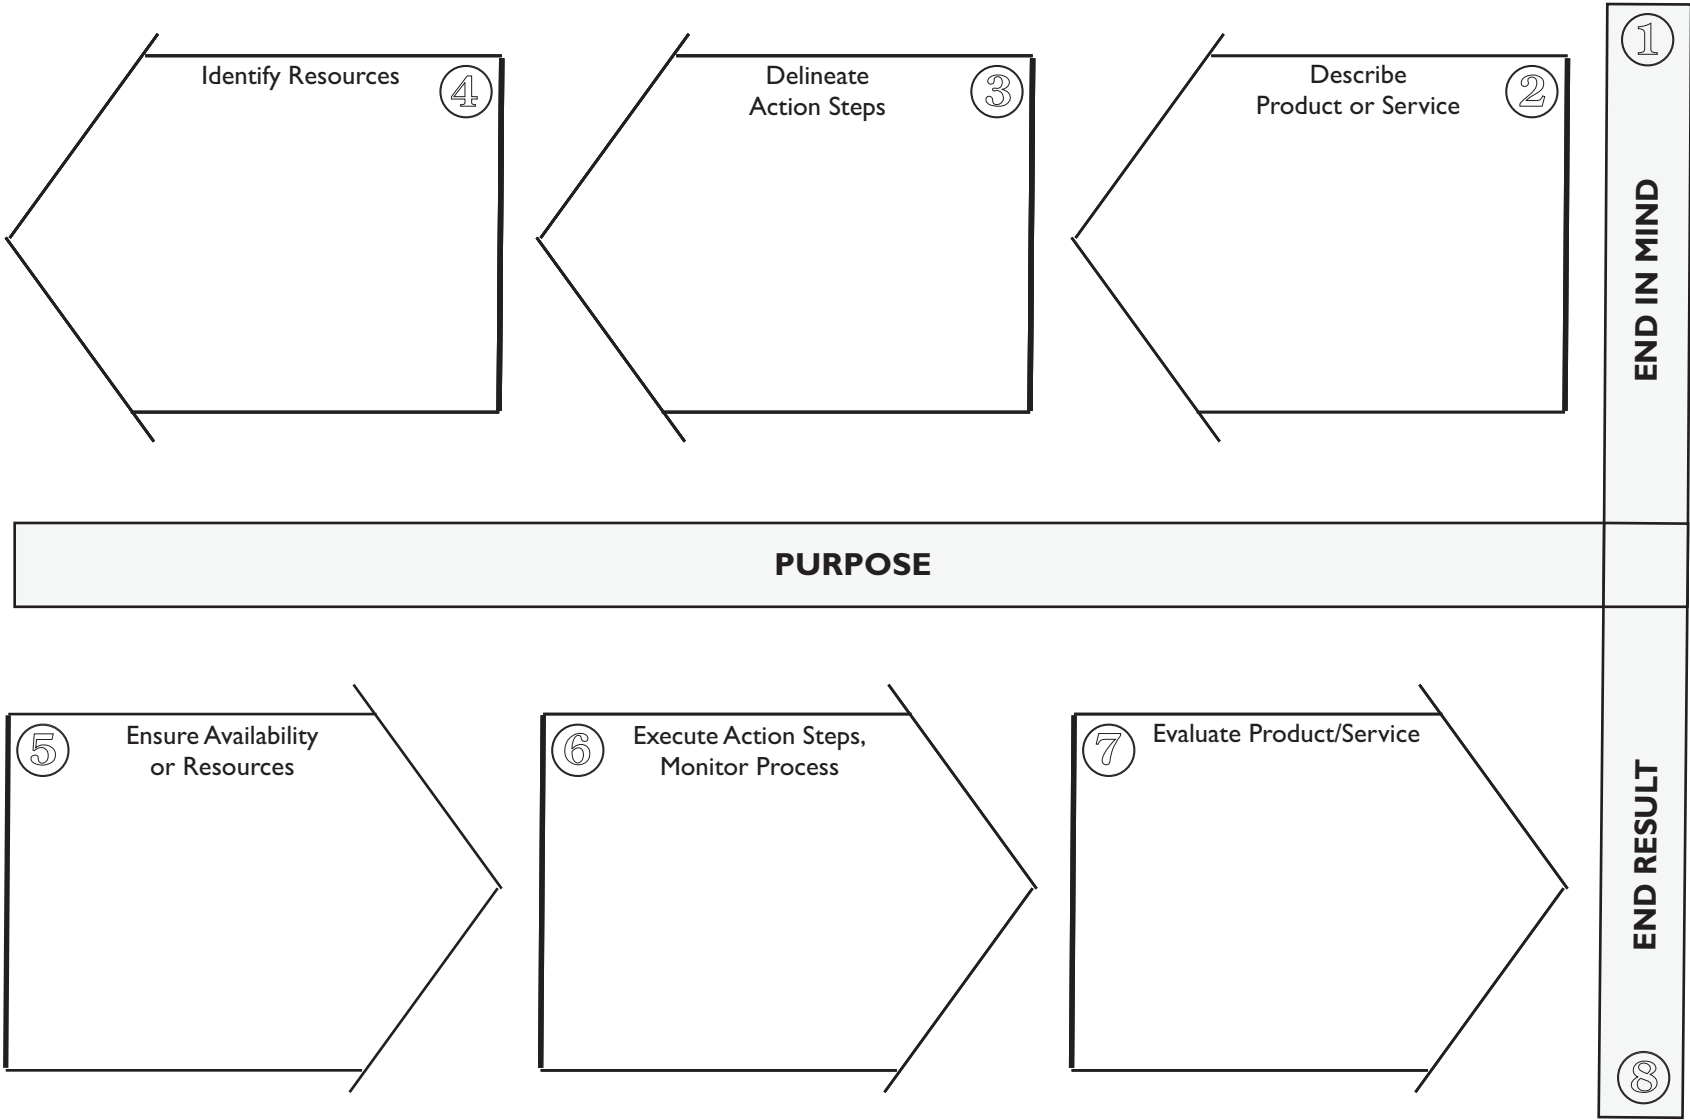 Identify Resources
4
Delineate
Action Steps
3
Describe
Product or Service
2
1
END IN MIND
PURPOSE
5
Ensure Availability
or Resources
6
Execute Action Steps,
Monitor Process
7
Evaluate Product/Service
END RESULT
8